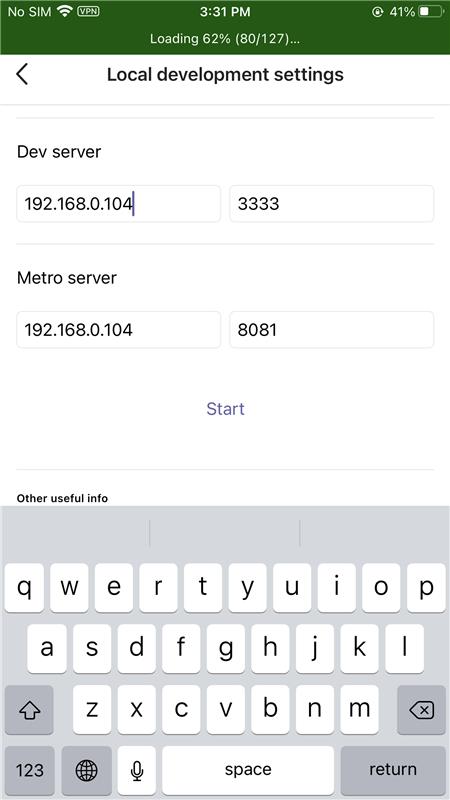 No SIM VPN 3:31 PM 41%
Loading 62% (80/127)...
Local development settings
Dev server
192.168.0.104 3333
Metro server
192.168.0.104 8081
Start
Other useful info
q w e r t y u i o p
a s d f g h j k l
z x c v b n m
123 space return